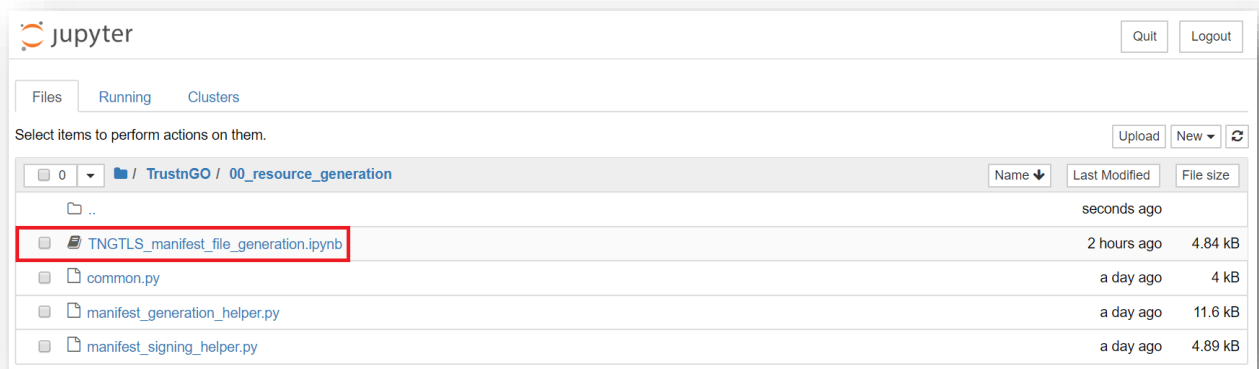 jupyter Quit Logout
Files Running Clusters
Select items to perform actions on them. Upload New
0 / TrustnGO / 00_resource_generation Name Last Modified File size
.. seconds ago
TNGTLS_manifest_file_generation.ipynb 2 hours ago 4.84 kB
common.py a day ago 4 kB
manifest_generation_helper.py a day ago 11.6 kB
manifest_signing_helper.py a day ago 4.89 kB